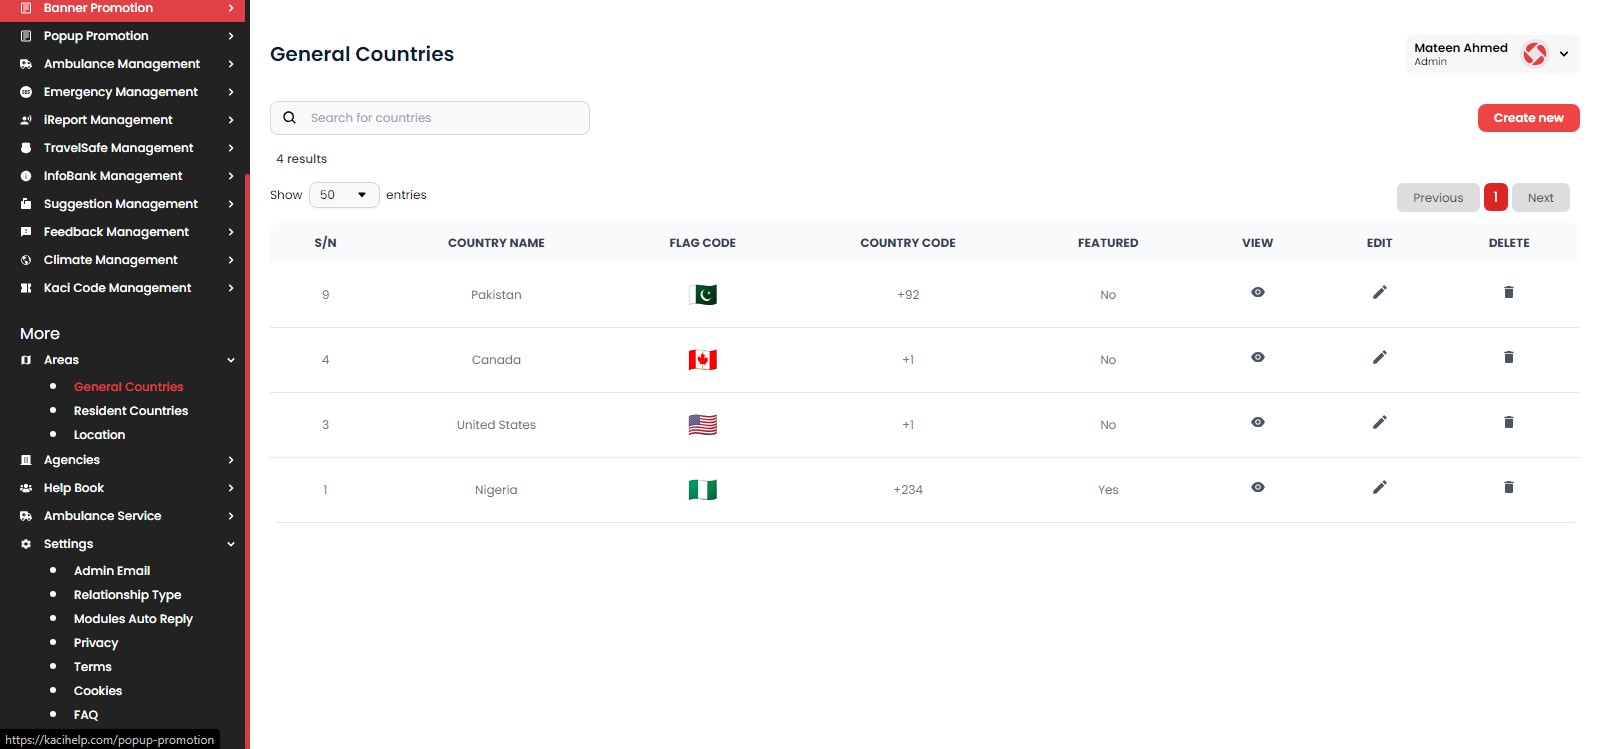 Banner Promotion
Popup Promotion
Ambulance Management
Emergency Management
iReport Management
TravelSafe Management
InfoBank Management
Suggestion Management
Feedback Management
Climate Management
Kaci Code Management
More
Areas
General Countries
Resident Countries
Location
Agencies
Help Book
Ambulance Service
Settings
Admin Email
Relationship Type
Modules Auto Reply
Privacy
Terms
Cookies
FAQ
https://kacihelp.com/popup-promotion
General Countries
Mateen Ahmed
Admin
Search for countries
Create new
4 results
Show 50 entries
Previous 1 Next
S/N COUNTRY NAME FLAG CODE COUNTRY CODE FEATURED VIEW EDIT DELETE
9 Pakistan +92 No
4 Canada +1 No
3 United States +1 No
1 Nigeria +234 Yes